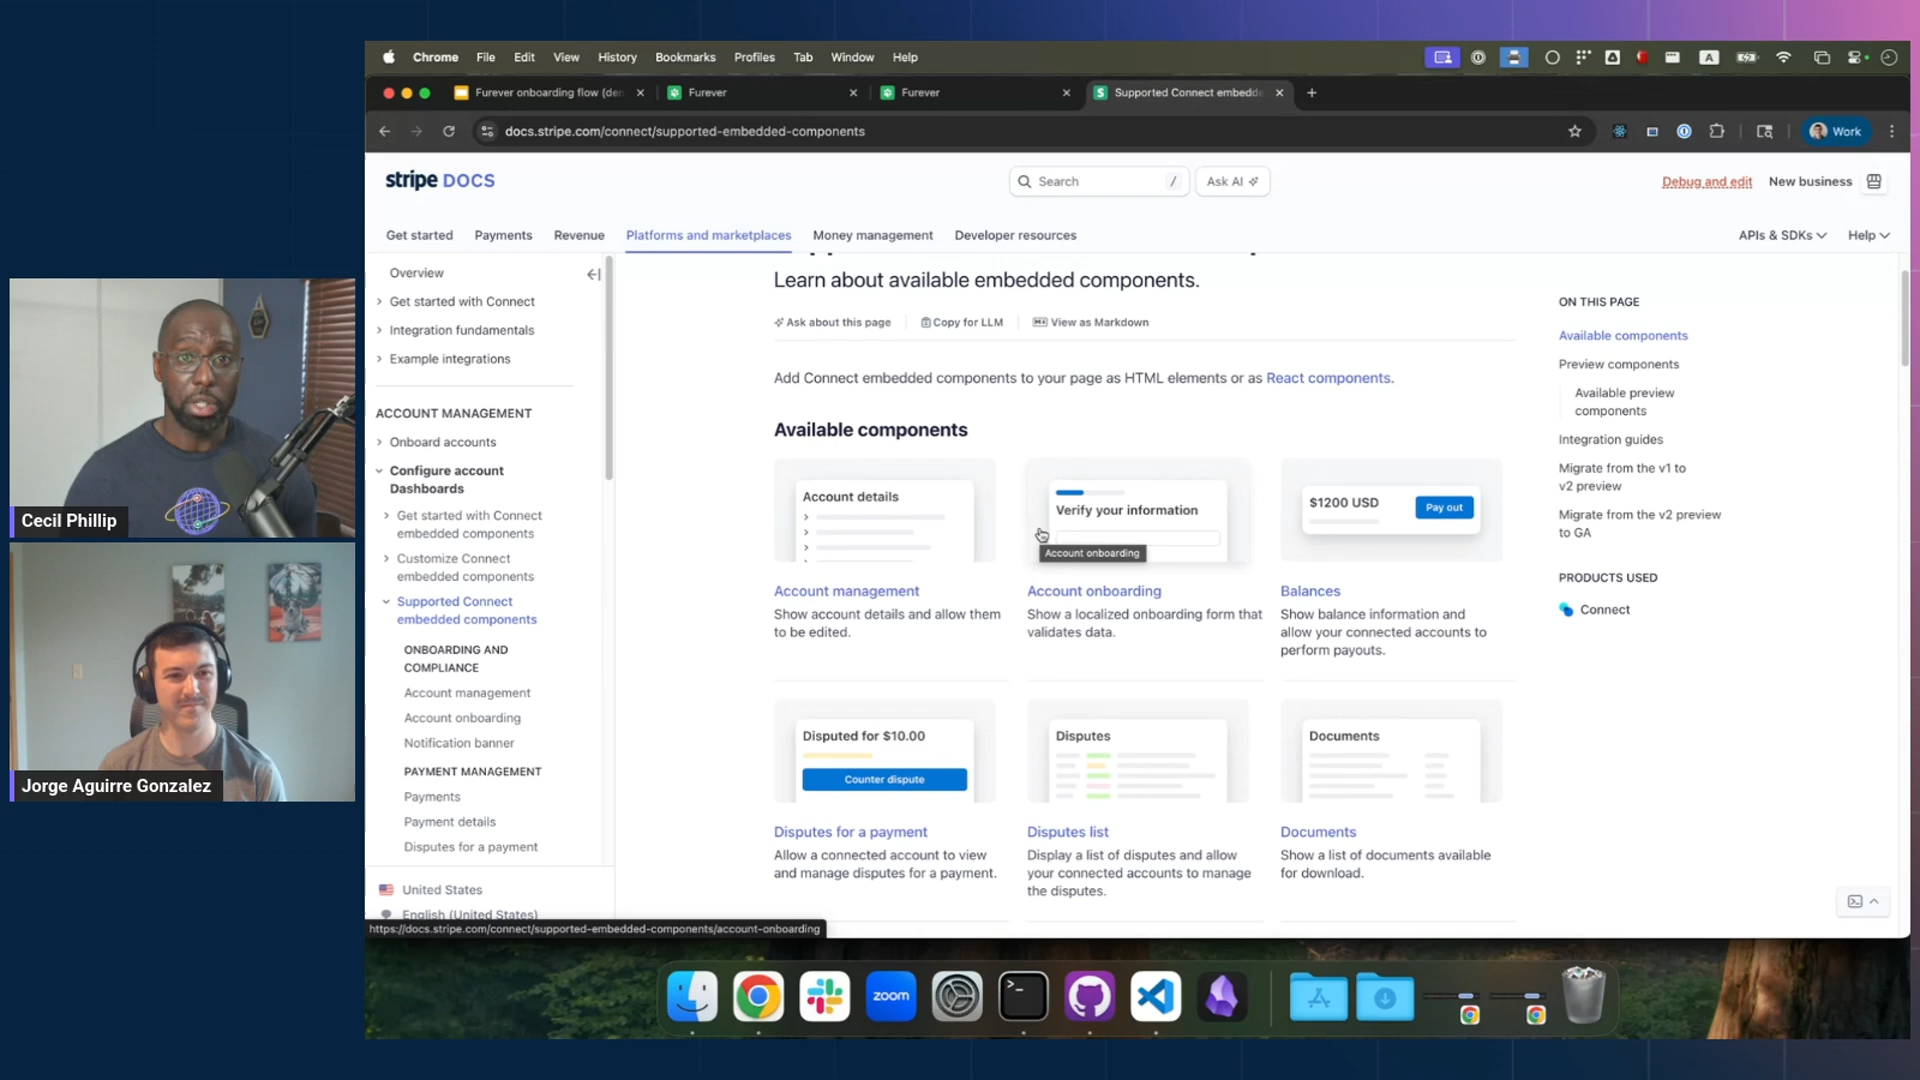 Chrome File Edit View History Bookmarks Profiles Tab Window Help
A
Furever onboarding flow (de
Furever
Furever
Supported Connect embedde
docs.stripe.com/connect/supported-embedded-components
Work
stripe DOCS
Search /
Ask AI
Debug and edit
New business
Get started Payments Revenue Platforms and marketplaces Money management Developer resources
APIs & SDKs Help
Overview
Get started with Connect
Integration fundamentals
Example integrations
ACCOUNT MANAGEMENT
Onboard accounts
Configure account
Dashboards
Get started with Connect
embedded components
Customize Connect
embedded components
Supported Connect
embedded components
ONBOARDING AND
COMPLIANCE
Account management
Account onboarding
Notification banner
PAYMENT MANAGEMENT
Payments
Payment details
Disputes for a payment
United States
English (United States)
https://docs.stripe.com/connect/supported-embedded-components/account-onboarding
Learn about available embedded components.
Ask about this page
Copy for LLM
View as Markdown
Add Connect embedded components to your page as HTML elements or as React components.
Available components
Account details
Account management
Show account details and allow them
to be edited.
Verify your information
Account onboarding
Account onboarding
Show a localized onboarding form that
validates data.
$1200 USD
Pay out
Balances
Show balance information and
allow your connected accounts to
perform payouts.
Disputed for $10.00
Counter dispute
Disputes for a payment
Allow a connected account to view
and manage disputes for a payment.
Disputes
Disputes list
Display a list of disputes and allow
your connected accounts to manage
the disputes.
Documents
Documents
Show a list of documents available
for download.
ON THIS PAGE
Available components
Preview components
Available preview
components
Integration guides
Migrate from the v1 to
v2 preview
Migrate from the v2 preview
to GA
PRODUCTS USED
Connect
Cecil Phillip
Jorge Aguirre Gonzalez
zoom